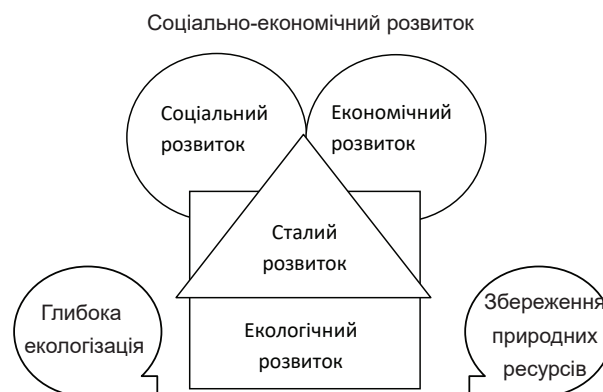 Соціально-економічний розвиток
Соціальний
розвиток
Економічний
розвиток
Сталий
розвиток
Глибока
екологізація
Екологічний
розвиток
Збереження
природних
ресурсів